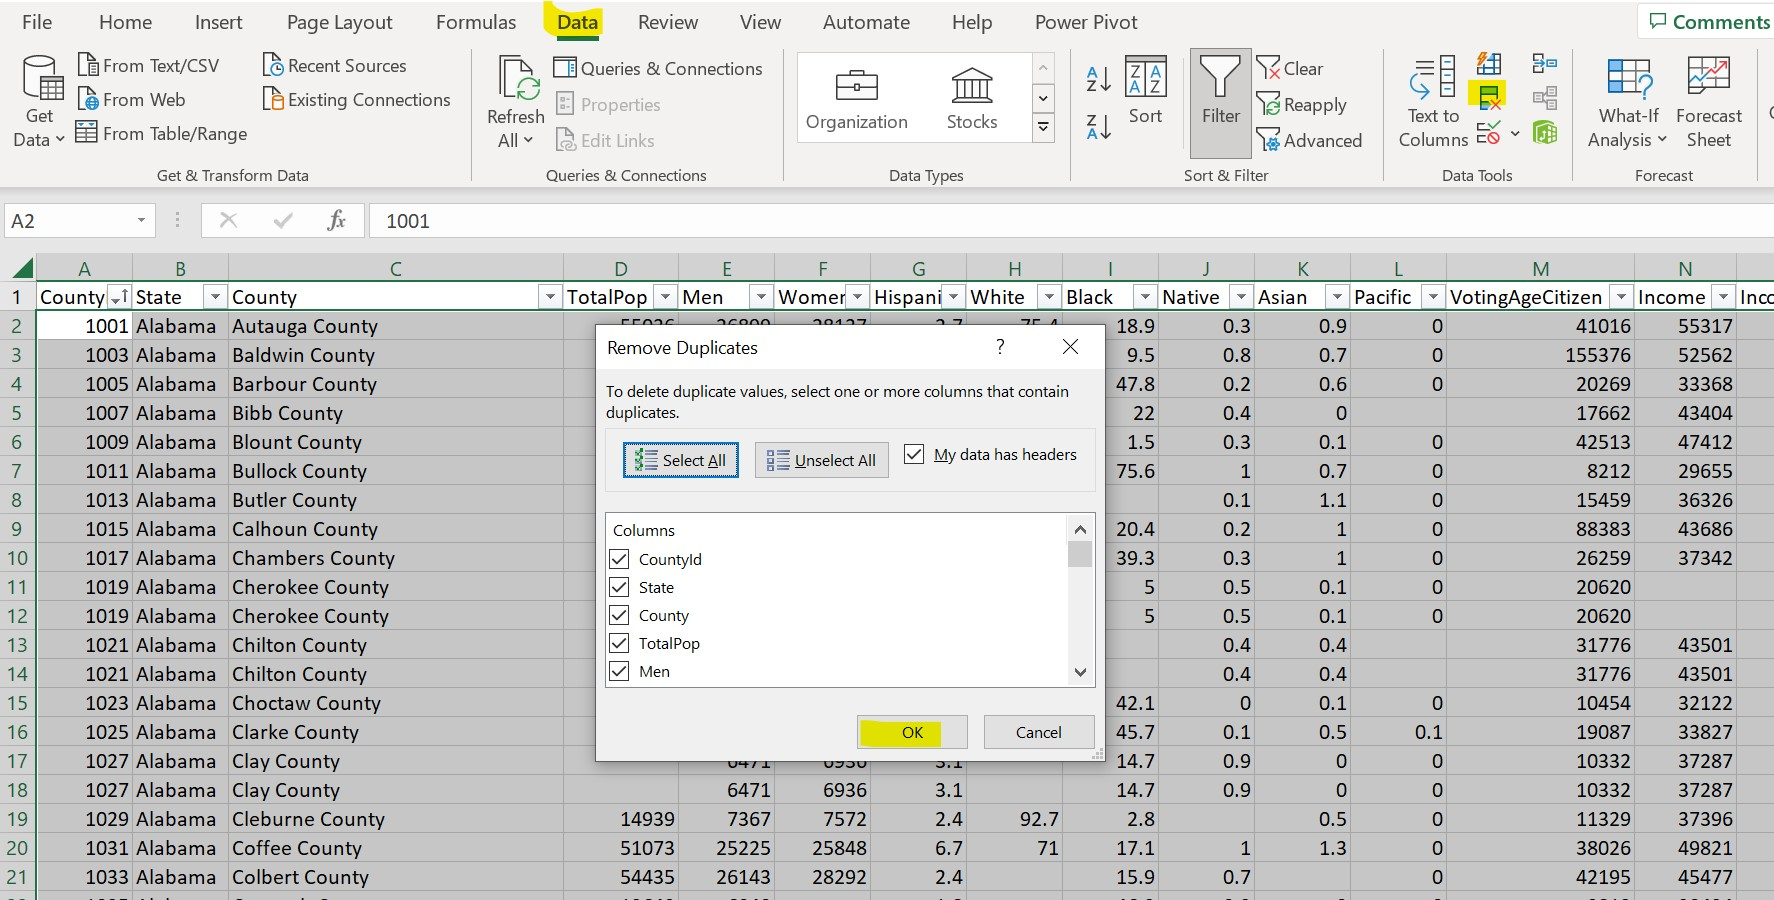 File Home Insert Page Layout Formulas Data Review View Automate Help Power Pivot Comments
Get Data
From Text/CSV
From Web
From Table/Range
Recent Sources
Existing Connections
Get & Transform Data
Refresh All
Queries & Connections
Properties
Edit Links
Queries & Connections
Organization
Stocks
Data Types
Sort
Filter
Clear
Reapply
Advanced
Sort & Filter
Text to Columns
Data Tools
What-If Analysis
Forecast Sheet
Forecast
A2 fx 1001
A B C D E F G H I J K L M N
1 County State County TotalPop Men Women Hispani White Black Native Asian Pacific VotingAgeCitizen Income Inco
2 1001 Alabama Autauga County 18.9 0.3 0.9 0 41016 55317
3 1003 Alabama Baldwin County 9.5 0.8 0.7 0 155376 52562
4 1005 Alabama Barbour County 47.8 0.2 0.6 0 20269 33368
5 1007 Alabama Bibb County 22 0.4 0 17662 43404
6 1009 Alabama Blount County 1.5 0.3 0.1 0 42513 47412
7 1011 Alabama Bullock County 75.6 1 0.7 0 8212 29655
8 1013 Alabama Butler County 0.1 1.1 0 15459 36326
9 1015 Alabama Calhoun County 20.4 0.2 1 0 88383 43686
10 1017 Alabama Chambers County 39.3 0.3 1 0 26259 37342
11 1019 Alabama Cherokee County 5 0.5 0.1 0 20620
12 1019 Alabama Cherokee County 5 0.5 0.1 0 20620
13 1021 Alabama Chilton County 0.4 0.4 31776 43501
14 1021 Alabama Chilton County 0.4 0.4 31776 43501
15 1023 Alabama Choctaw County 42.1 0 0.1 0 10454 32122
16 1025 Alabama Clarke County 45.7 0.1 0.5 0.1 19087 33827
17 1027 Alabama Clay County 6471 6936 3.1 14.7 0.9 0 0 10332 37287
18 1027 Alabama Clay County 6471 6936 3.1 14.7 0.9 0 0 10332 37287
19 1029 Alabama Cleburne County 14939 7367 7572 2.4 92.7 2.8 0.5 0 11329 37396
20 1031 Alabama Coffee County 51073 25225 25848 6.7 71 17.1 1 1.3 0 38026 49821
21 1033 Alabama Colbert County 54435 26143 28292 2.4 15.9 0.7 0 42195 45477
Remove Duplicates ?
To delete duplicate values, select one or more columns that contain
duplicates.
Select All Unselect All My data has headers
Columns
CountyId
State
County
TotalPop
Men
OK Cancel